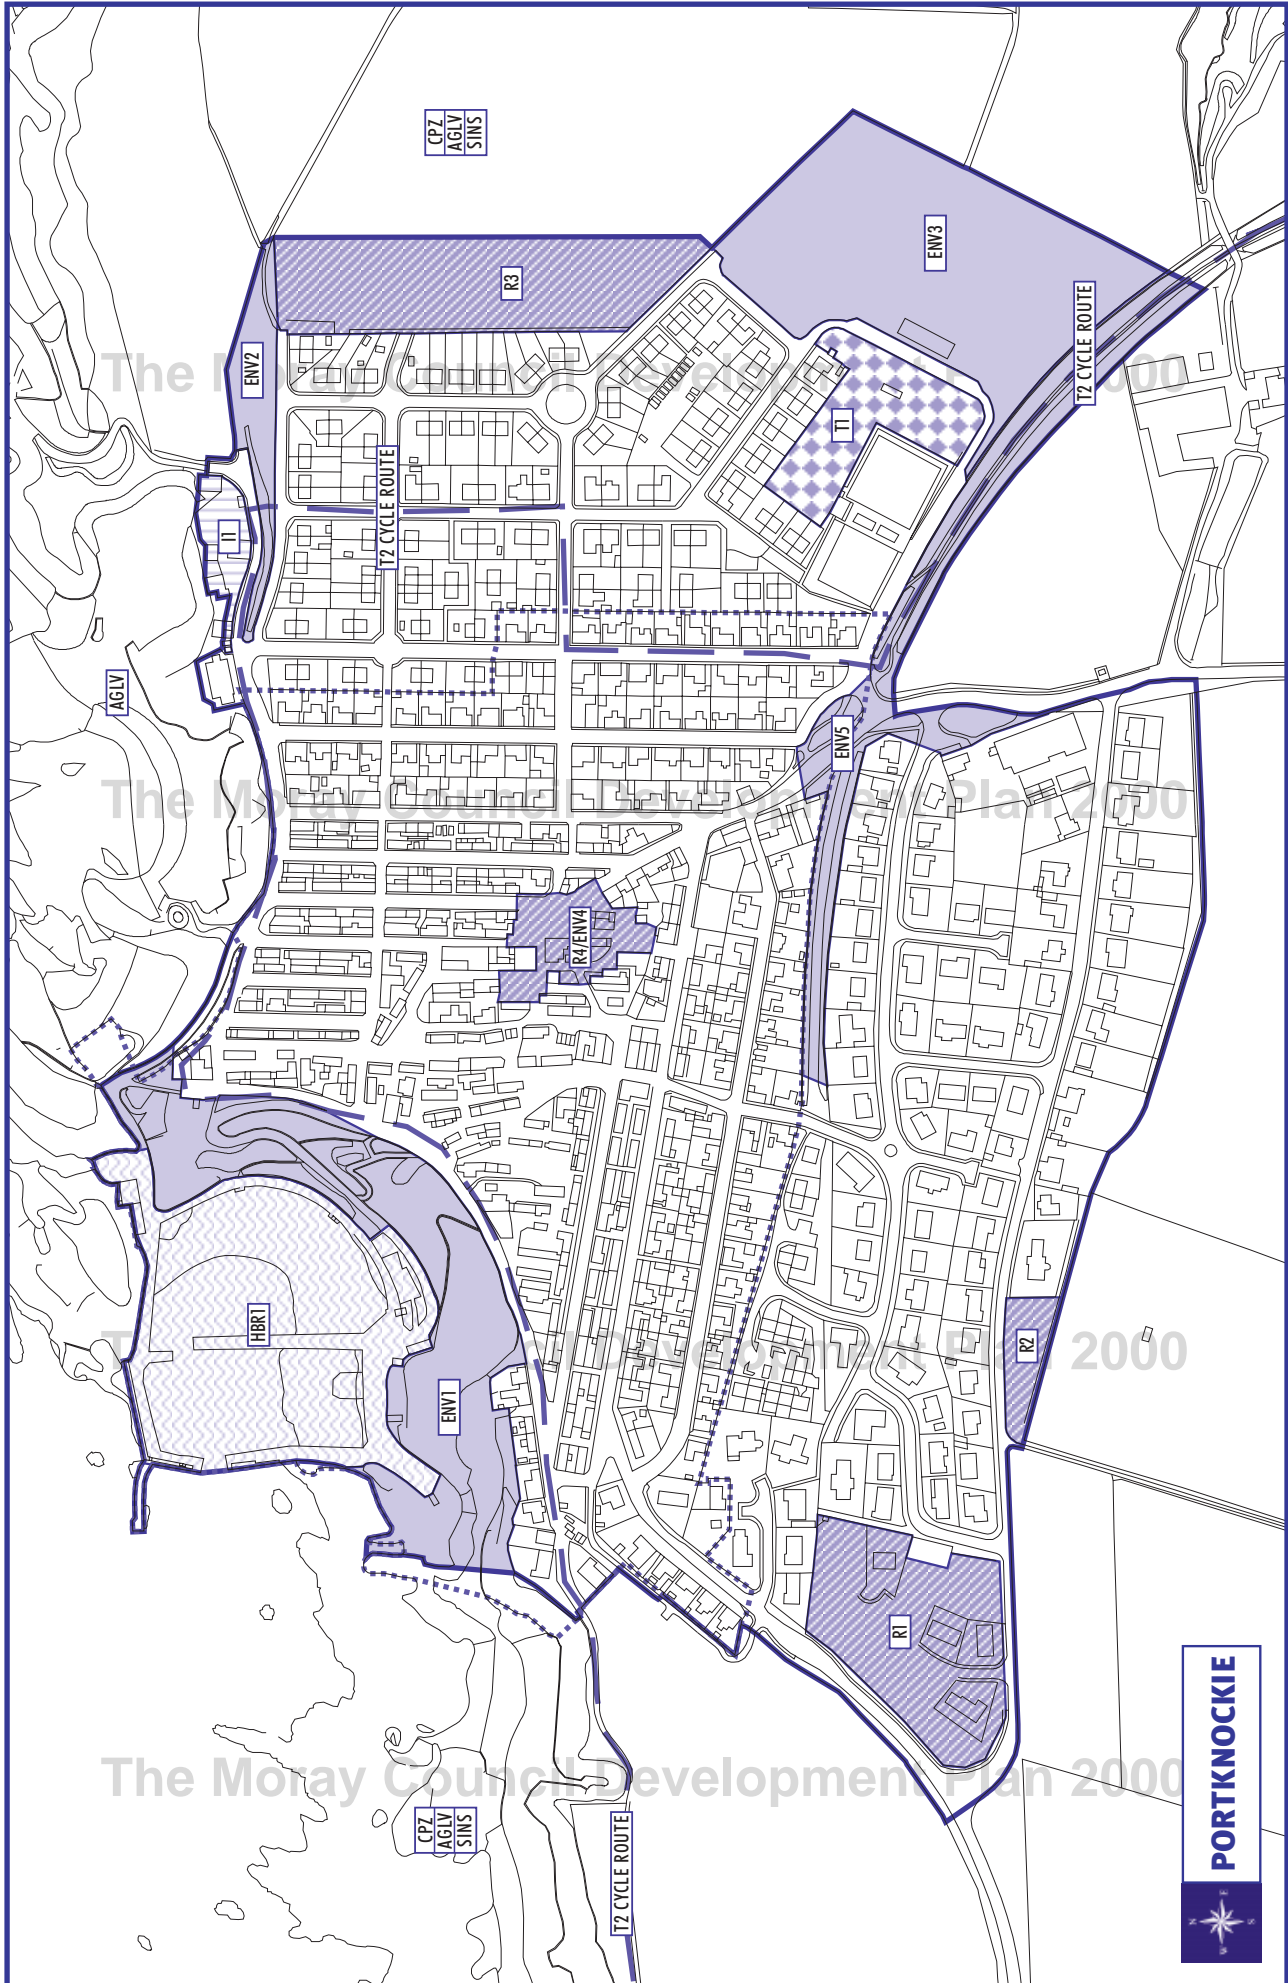 CPZ
AGLV
SINS
ENV3
R3
ENV2
T2 CYCLE ROUTE
The Moray Council Development Plan 2000
T1
T2 CYCLE ROUTE
I1
AGLV
ENV5
The Moray Council Development Plan 2000
R4/ENV4
HBR1
R2
ENV1
The Moray Council Development Plan 2000
R1
The Moray Council Development Plan 2000
CPZ
AGLV
SINS
T2 CYCLE ROUTE
PORTKNOCKIE
N
E
S
W